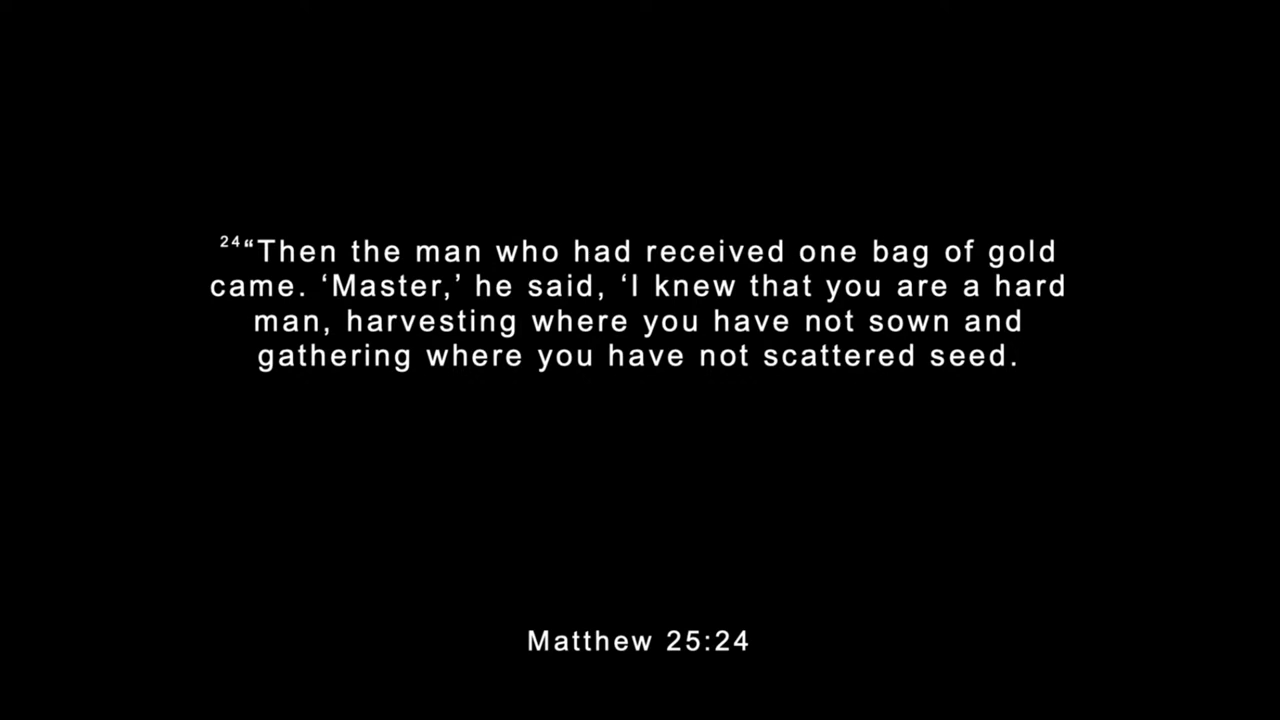 24“Then the man who had received one bag of gold
came. ‘Master,’ he said, ‘I knew that you are a hard
man, harvesting where you have not sown and
gathering where you have not scattered seed.
Matthew 25:24